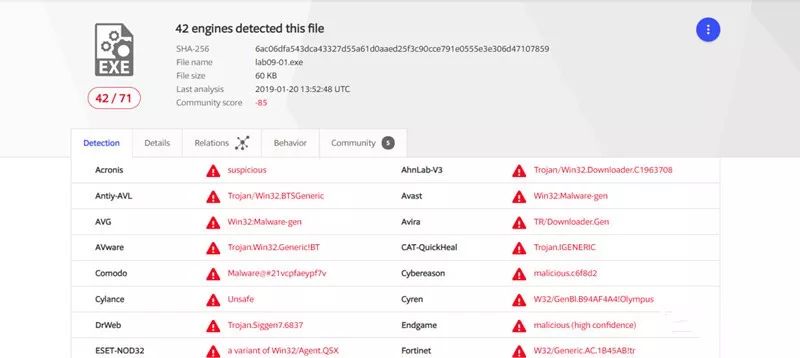 42 engines detected this file
SHA-256 6ac06dfa543dca43327d55a61d0aaed25f3c90cce791e0555e3e306d47107859
File name lab09-01.exe
File size 60 KB
Last analysis 2019-01-20 13:52:48 UTC
Community score -85
EXE
42 / 71
Detection Details Relations Behavior Community 5
Acronis suspicious AhnLab-V3 Trojan/Win32.Downloader.C1963708
Antiy-AVL Trojan/Win32.BTSGeneric Avast Win32:Malware-gen
AVG Win32:Malware-gen Avira TR/Downloader.Gen
AVware Trojan.Win32.Generic!BT CAT-QuickHeal Trojan.IGENERIC
Comodo Malware@#21vcpfaeypf7v Cybereason malicious.c6f8d2
Cylance Unsafe Cyren W32/GenBl.B94AF4A4!Olympus
DrWeb Trojan.Siggen7.6837 Endgame malicious (high confidence)
ESET-NOD32 a variant of Win32/Agent.QSX Fortinet W32/Generic.AC.1B45AB!tr